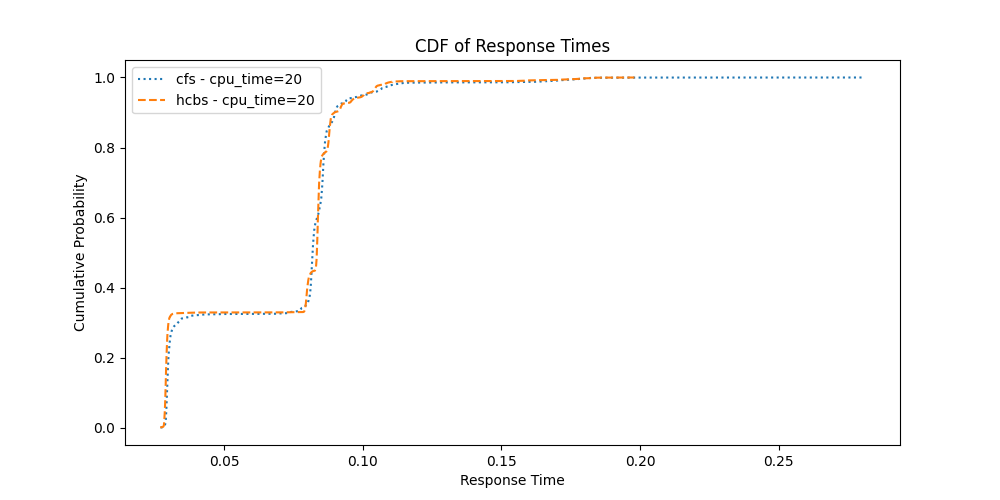 CDF of Response Times
cfs - cpu_time=20
hcbs - cpu_time=20
Cumulative Probability
1.0
0.8
0.6
0.4
0.2
0.0
0.05 0.10 0.15 0.20 0.25
Response Time